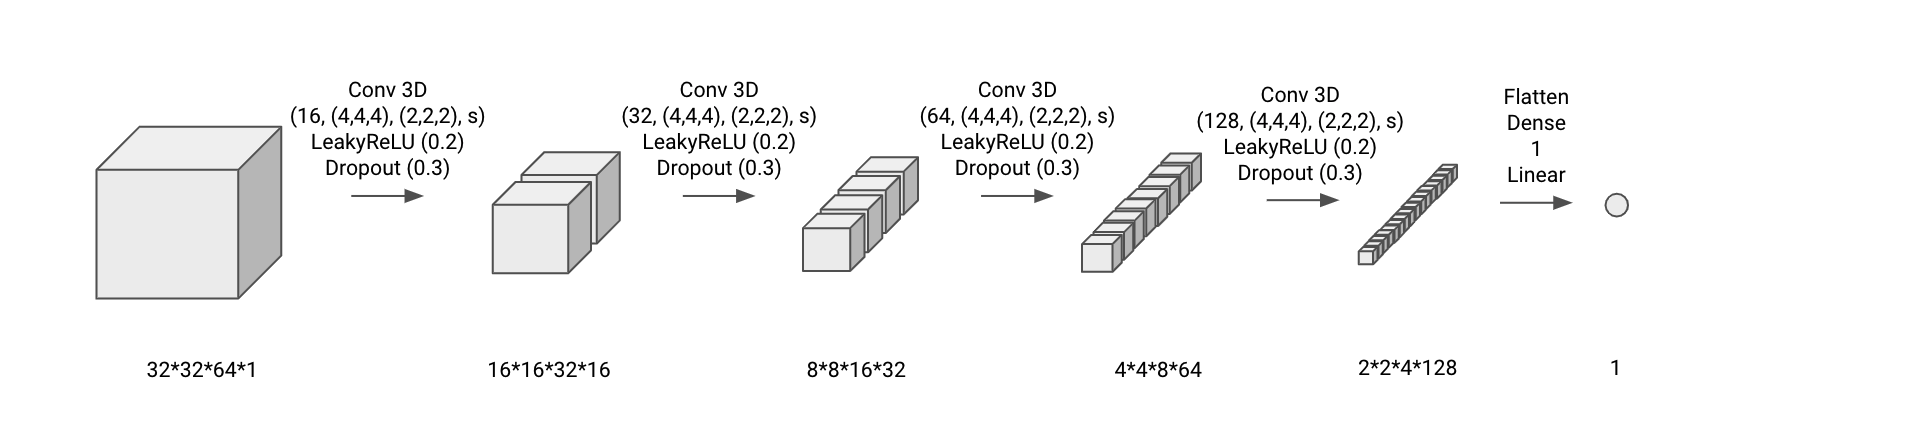 Conv 3D
(16, (4,4,4), (2,2,2), s)
LeakyReLU (0.2)
Dropout (0.3)
Conv 3D
(32, (4,4,4), (2,2,2), s)
LeakyReLU (0.2)
Dropout (0.3)
Conv 3D
(64, (4,4,4), (2,2,2), s)
LeakyReLU (0.2)
Dropout (0.3)
Conv 3D
(128, (4,4,4), (2,2,2), s)
LeakyReLU (0.2)
Dropout (0.3)
Flatten
Dense
1
Linear
32*32*64*1
16*16*32*16
8*8*16*32
4*4*8*64
2*2*4*128
1